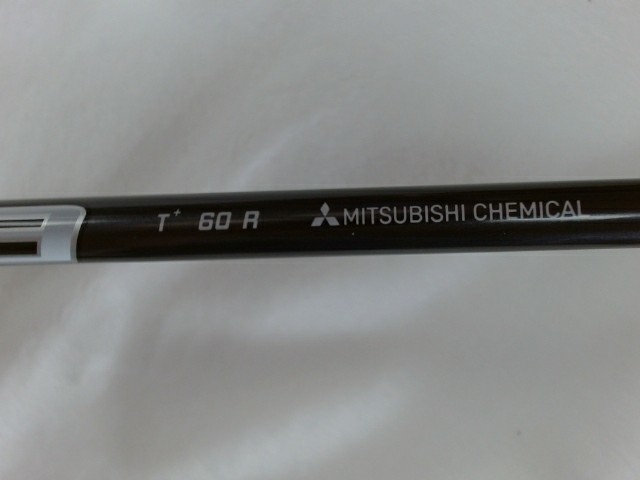 T+ 60 R MITSUBISHI CHEMICAL